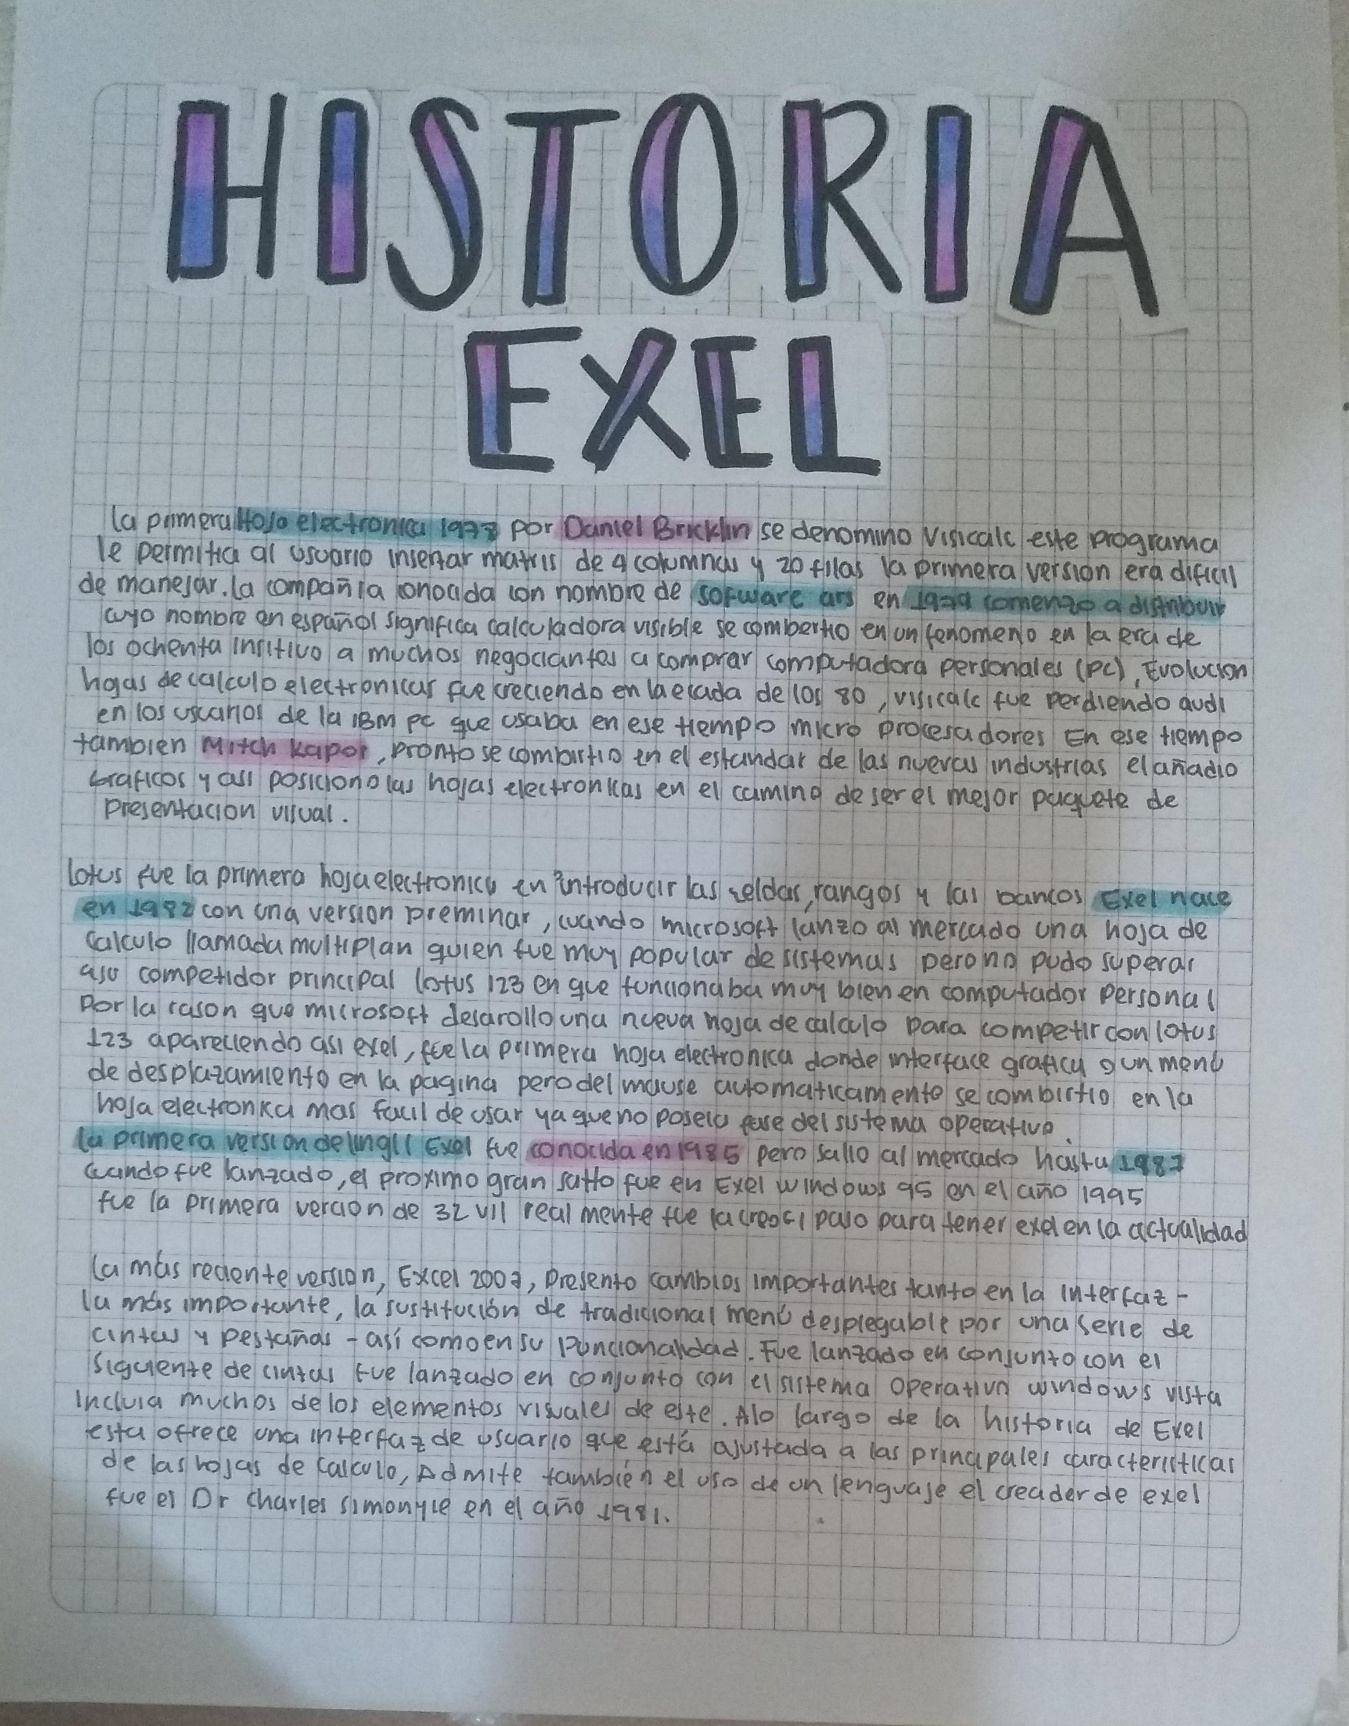 HISTORIA
EXEL
la primera Hoja electronica 1978 por Daniel Bricklin se denomino Visicalc este programa
le permitia al usuario insertar matris de 4 columnas y 20 filas la primera version era dificil
de manejar. la compañia conocida con nombre de sofware ars en 1979 comenzo a distribuir
cuyo nombre en español significa calculadora visible se combertio en un fenomeno en la era de
los ochenta insitivo a muchos negociantes a comprar computadora personales (PC), Evolucion
hojas de calculo electronicas fue creciendo en la ecada de los 80, visicalc fue perdiendo audi
en los usuarios de la IBM PC que usaba en ese tiempo micro procesadores En ese tiempo
tambien Mitch Kapor, pronto se combirtio en el estandar de las nuevas industrias el añadio
Graficos y asi posiciono las hojas electronicas en el camino de ser el mejor paquete de
presentacion visual.
lotus fue la primera hoja electronica en introducir las celdas, rangos y las bancos Exel nace
en 1982 con una version preminar, cuando microsoft lanzo al mercado una hoja de
calculo llamada multiplan quien fue muy popular de sistemas pero no pudo superar
a su competidor principal lotus 123 en que funcionaba muy bien en computador personal
Por la rason que microsoft desarollo una nueva hoja de calculo para competir con lotus
123 apareciendo asi exel, fue la primera hoja electronica donde interface grafica o un menú
de desplazamiento en la pagina pero del mouse automaticamente se combirtio en la
hoja electronica mas facil de usar ya que no poseia fase del sistema operativo.
la primera version del Exel fue conocida en 1985 pero salio al mercado hasta 1987
cuando fue lanzado, el proximo gran salto fue en Exel windows 95 en el año 1995
fue la primera vercion de 32 vil real mente fue la paso para tener exel en la actualidad
la más reciente version, Excel 2007, presento cambios importantes tanto en la interfaz -
la más importante, la sustitución de tradicional menú desplegable por una serie de
cintas y pestañas - así como en su Funcionalidad. Fue lanzado en conjunto con el
siguiente de cintas fue lanzado en conjunto con el sistema operativo windows vista
Incluia muchos de los elementos visuales de este. Alo largo de la historia de Exel
esta ofrece una interfaz de usuario que está ajustada a las principales caracteristicas
de las hojas de calculo, Admite también el uso de un lenguaje el creader de exel
fue el Dr charles simonyie en el año 1981.